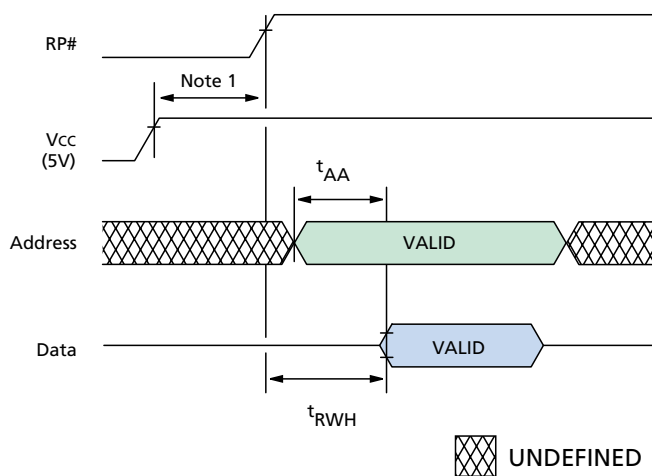 RP#
Note 1
Vcc
(5V)
tAA
Address
VALID
Data
VALID
tRWH
UNDEFINED